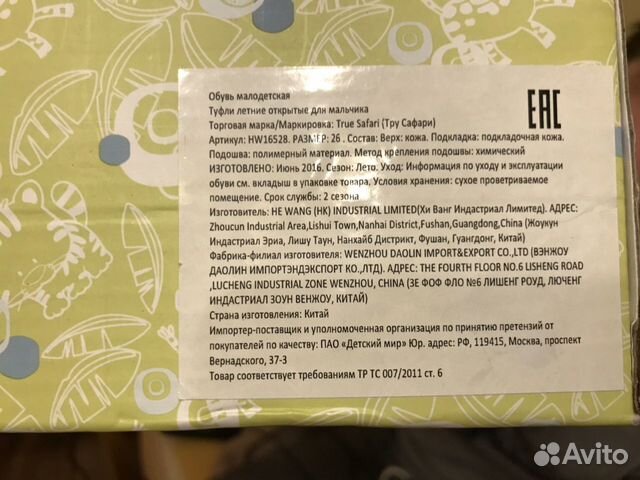 Обувь малодетская
Туфли летние открытые для мальчика
Торговая марка/Маркировка: True Safari (Тру Сафари)
Артикул: HW16528. РАЗМЕР: 26 . Состав: Верх: кожа. Подкладка: подкладочная кожа.
Подошва: полимерный материал. Метод крепления подошвы: химический
ИЗГОТОВЛЕНО: Июнь 2016. Сезон: Лето. Уход: Информация по уходу и эксплуатации
обуви см. вкладыш в упаковке товара. Условия хранения: сухое проветриваемое
помещение. Срок службы: 2 сезона
Изготовитель: HE WANG (HK) INDUSTRIAL LIMITED(Хи Ванг Индастриал Лимитед). АДРЕС:
Zhoucun Industrial Area,Lishui Town,Nanhai District,Fushan,Guangdong,China (Жоукун
Индастриал Эриа, Лишу Таун, Нанхайб Дистрикт, Фушан, Гуангдонг, Китай)
Фабрика-филиал изготовителя: WENZHOU DAOLIN IMPORT&EXPORT CO.,LTD (ВЭНЖОУ
ДАОЛИН ИМПОРТЭНДЭКСПОРТ КО.,ЛТД). АДРЕС: THE FOURTH FLOOR NO.6 LISHENG ROAD
,LUCHENG INDUSTRIAL ZONE WENZHOU, CHINA (ЗЕ ФОФ ФЛО №6 ЛИШЕНГ РОУД, ЛЮЧЕНГ
ИНДАСТРИАЛ ЗОУН ВЕНЖОУ, КИТАЙ)
Страна изготовления: Китай
Импортер-поставщик и уполномоченная организация по принятию претензий от
покупателей по качеству: ПАО «Детский мир» Юр. адрес: РФ, 119415, Москва, проспект
Вернадского, 37-3
Товар соответствует требованиям ТР ТС 007/2011 ст. 6
EAC
Avito